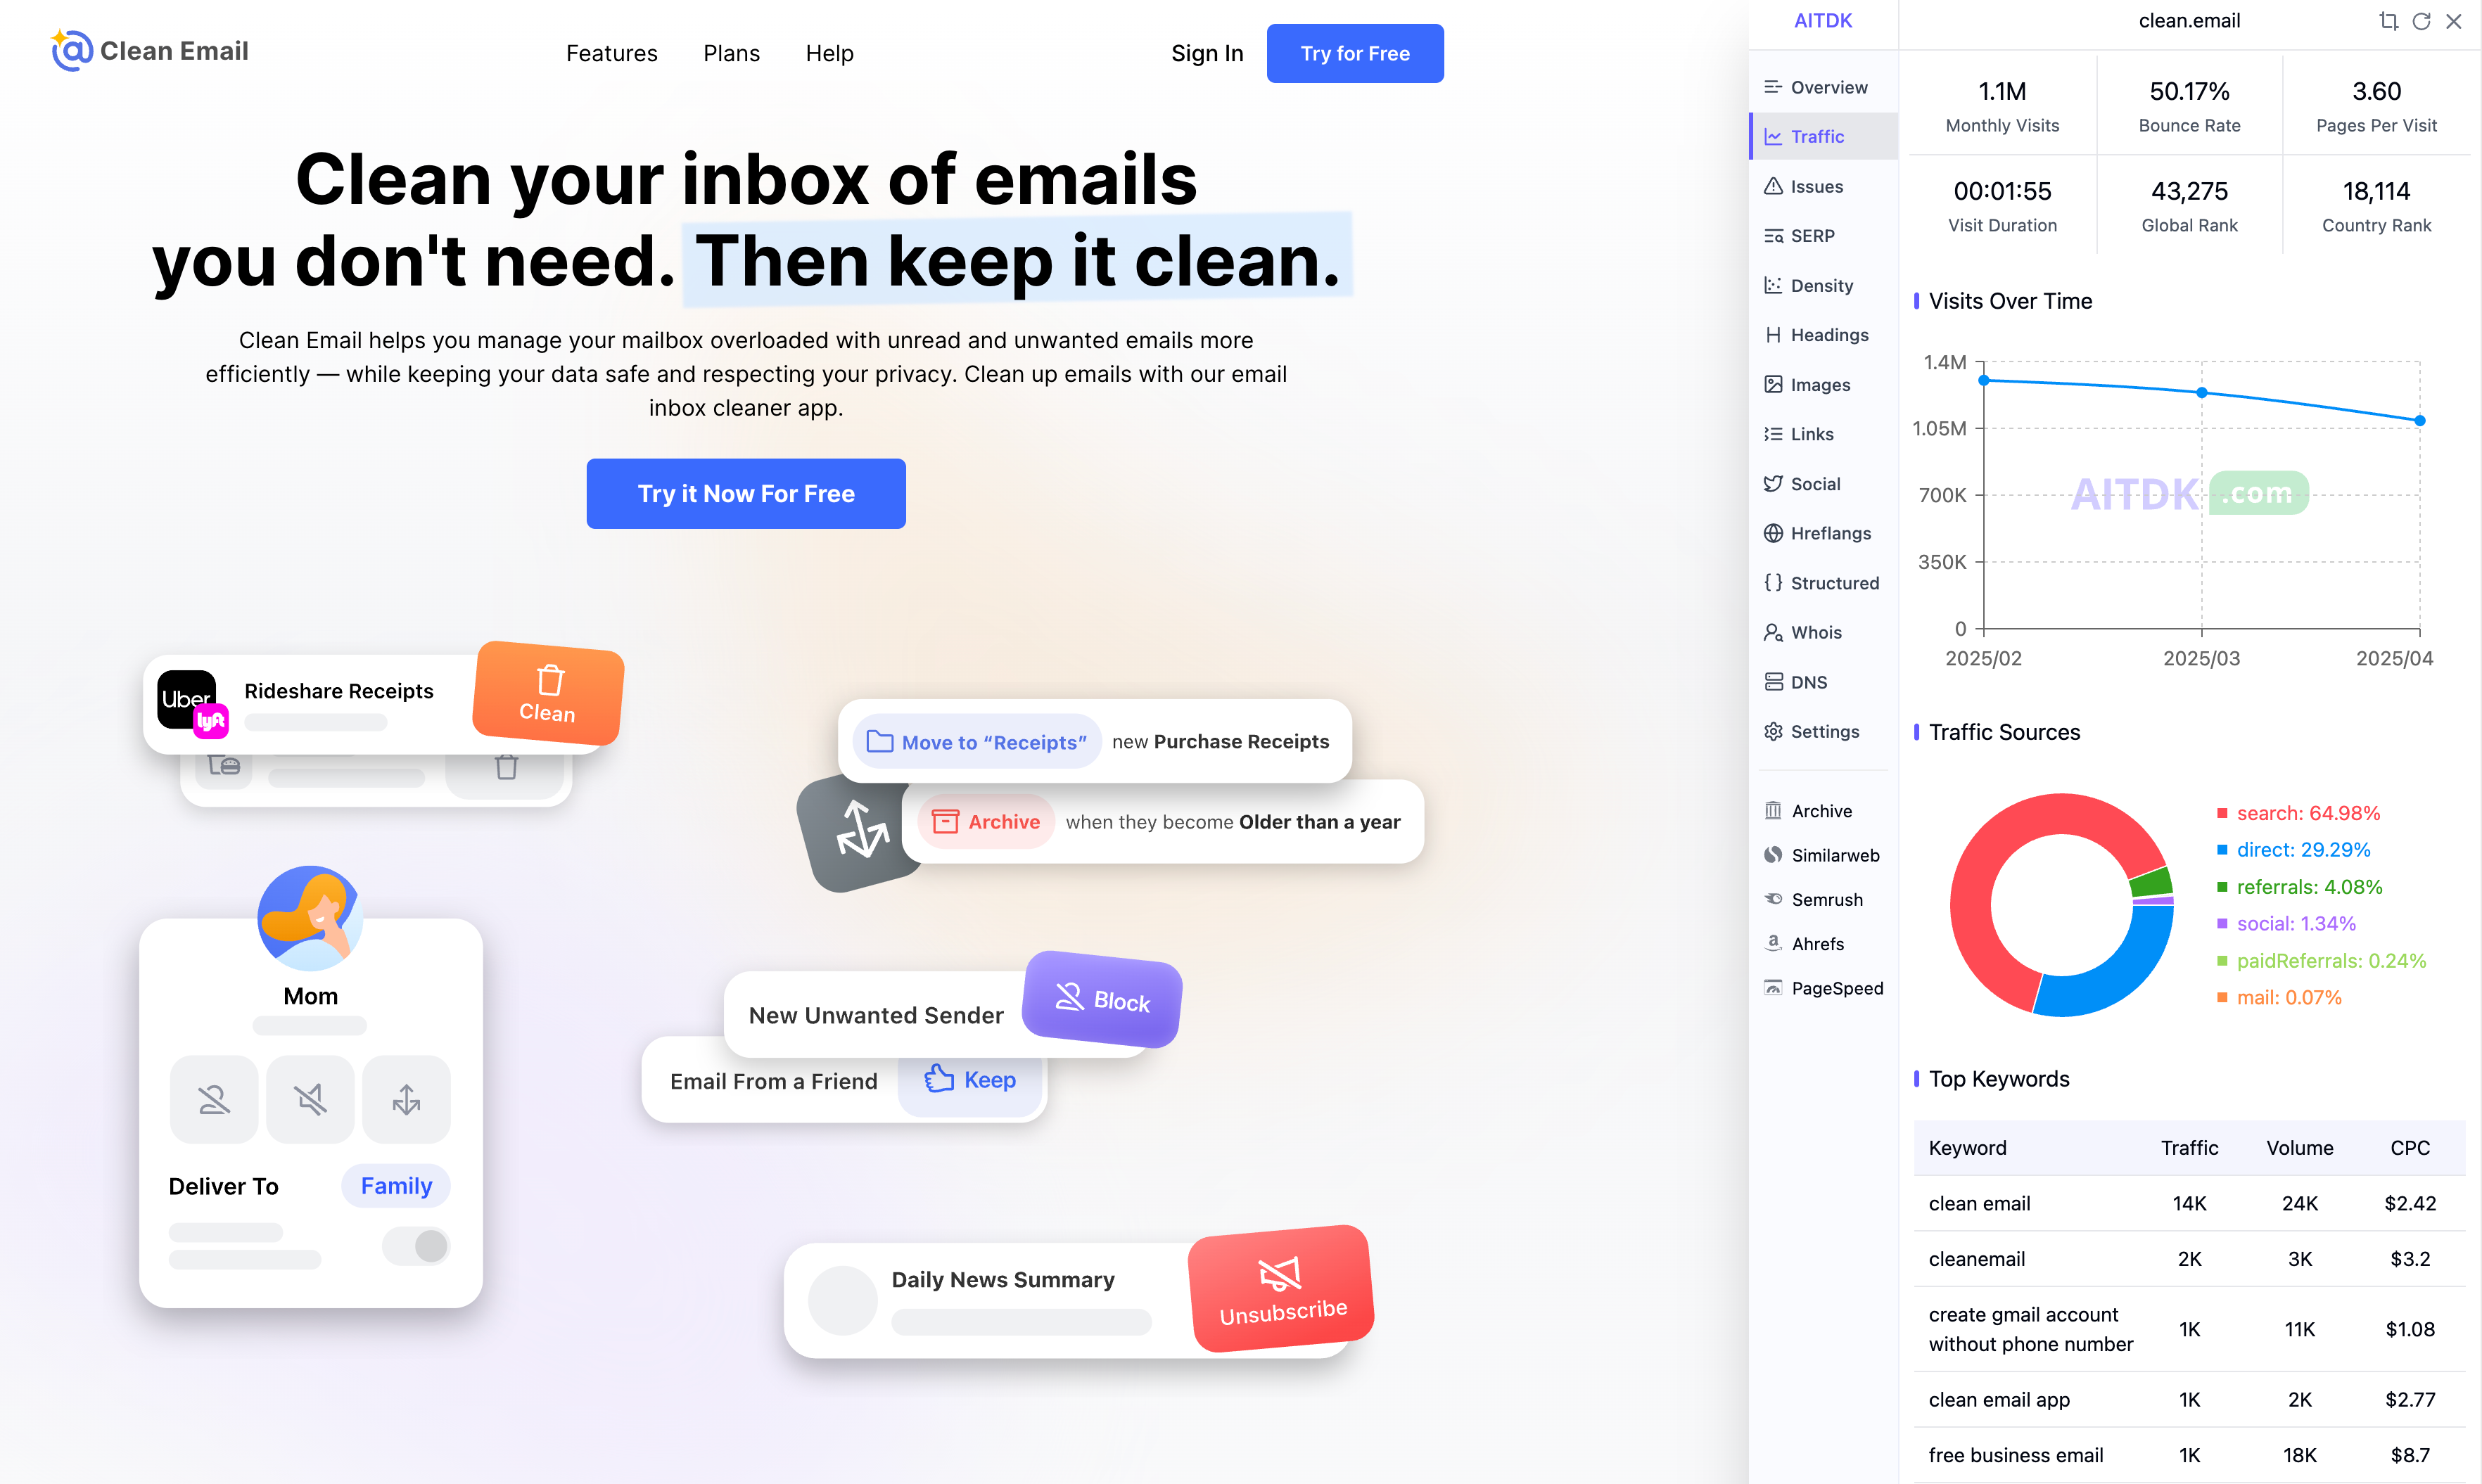 Clean Email
Features
Plans
Help
Sign In
Try for Free
Clean your inbox of emails
you don't need. Then keep it clean.
Clean Email helps you manage your mailbox overloaded with unread and unwanted emails more
efficiently — while keeping your data safe and respecting your privacy. Clean up emails with our email
inbox cleaner app.
Try it Now For Free
Uber
lyft
Rideshare Receipts
Clean
Move to “Receipts” new Purchase Receipts
Archive when they become Older than a year
Mom
Deliver To
Family
New Unwanted Sender
Block
Email From a Friend
Keep
Daily News Summary
Unsubscribe
AITDK
Overview
Traffic
Issues
SERP
Density
Headings
Images
Links
Social
Hreflangs
Structured
Whois
DNS
Settings
Archive
Similarweb
Semrush
Ahrefs
PageSpeed
clean.email
1.1M
Monthly Visits
50.17%
Bounce Rate
3.60
Pages Per Visit
00:01:55
Visit Duration
43,275
Global Rank
18,114
Country Rank
Visits Over Time
1.4M
1.05M
700K
350K
0
2025/02
2025/03
2025/04
AITDK .com
Traffic Sources
search: 64.98%
direct: 29.29%
referrals: 4.08%
social: 1.34%
paidReferrals: 0.24%
mail: 0.07%
Top Keywords
Keyword Traffic Volume CPC
clean email 14K 24K $2.42
cleanemail 2K 3K $3.2
create gmail account
without phone number 1K 11K $1.08
clean email app 1K 2K $2.77
free business email 1K 18K $8.7